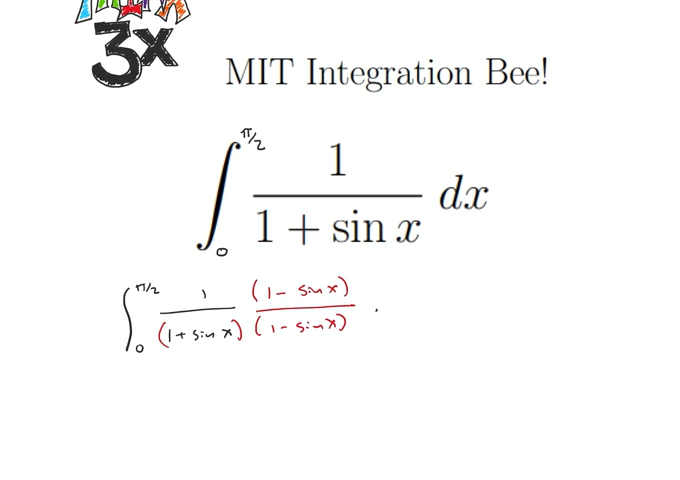 3x
MIT Integration Bee!
∫₀^{π/2} 1/(1 + sin x) dx
∫₀^{π/2} 1/(1 + sin x) (1 - sin x)/(1 - sin x)